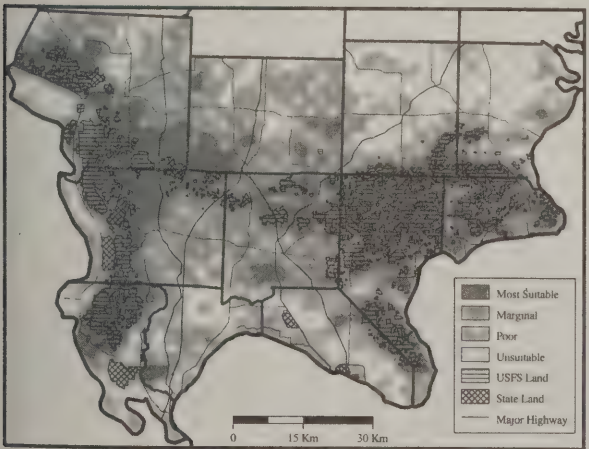 Most Suitable
Marginal
Poor
Unsuitable
USFS Land
State Land
Major Highway
0 15 Km 30 Km